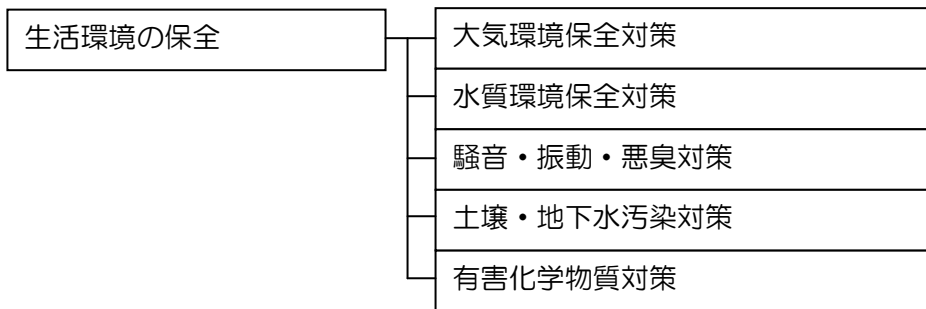 生活環境の保全
大気環境保全対策
水質環境保全対策
騒音・振動・悪臭対策
土壌・地下水汚染対策
有害化学物質対策